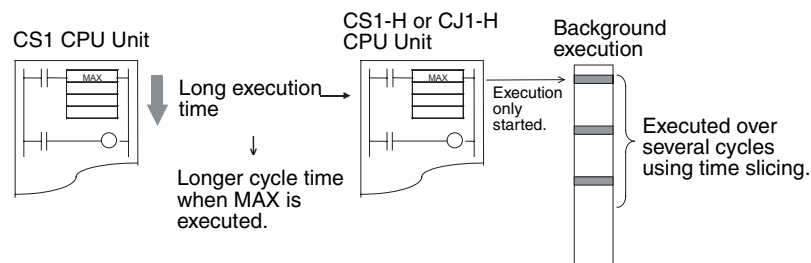 CS1 CPU Unit
MAX
Long execution
time
Longer cycle time
when MAX is
executed.
CS1-H or CJ1-H
CPU Unit
MAX
Execution
only
started.
Background
execution
Executed over
several cycles
using time slicing.